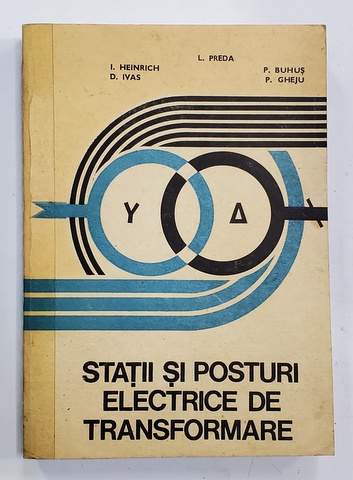 L. PREDA
I. HEINRICH
D. IVAS
P. BUHUȘ
P. GHEJU
Y Δ
STAȚII ȘI POSTURI
ELECTRICE DE
TRANSFORMARE